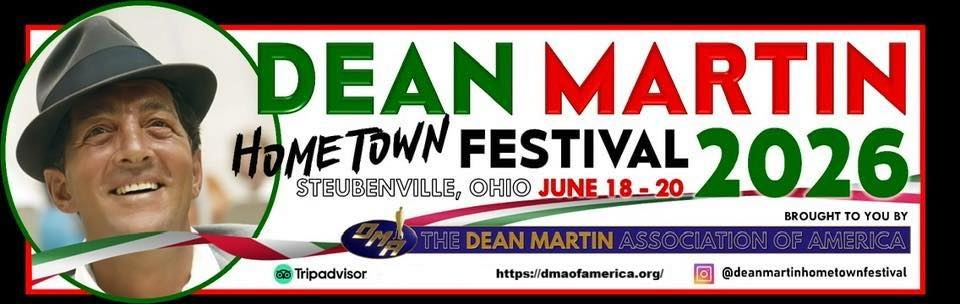 DEAN MARTIN
HOMETOWN FESTIVAL 2026
STEUBENVILLE, OHIO JUNE 18 - 20
BROUGHT TO YOU BY
DMA THE DEAN MARTIN ASSOCIATION OF AMERICA
Tripadvisor https://dmaofamerica.org/ @deanmartinhometownfestival